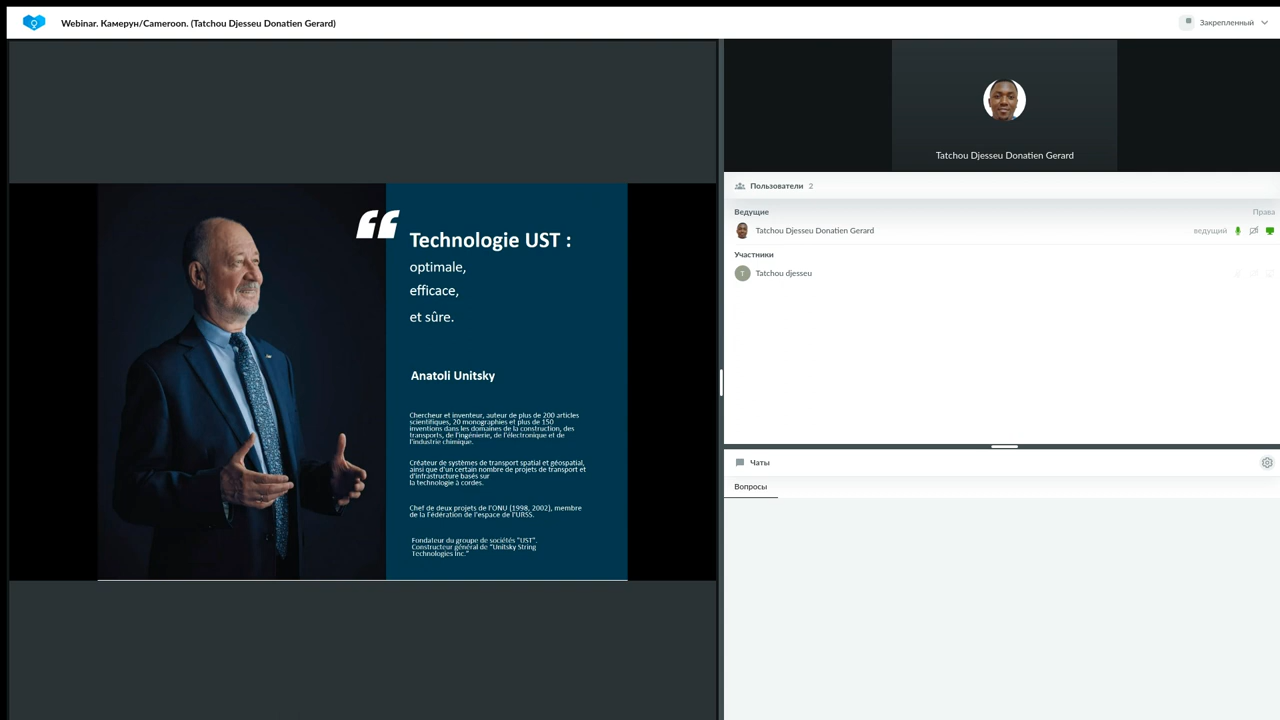 Webinar. Камерун/Cameroon. (Tatchou Djesseu Donatien Gerard)
Закрепленный
“
Technologie UST :
optimale,
efficace,
et sûre.
Anatoli Unitsky
Chercheur et inventeur, auteur de plus de 200 articles
scientifiques, 20 monographies et plus de 150
inventions dans les domaines de la construction, des
transports, de l'ingénierie, de l'électronique et de
l'industrie chimique.
Créateur de systèmes de transport spatial et géospatial,
ainsi que d'un certain nombre de projets de transport et
d'infrastructure basés sur
la technologie à cordes.
Chef de deux projets de l'ONU (1998, 2002), membre
de la Fédération de l'espace de l'URSS.
Fondateur du groupe de sociétés "UST".
Constructeur général de "Unitsky String
Technologies Inc."
Tatchou Djesseu Donatien Gerard
Пользователи 2
Ведущие Права
Tatchou Djesseu Donatien Gerard ведущий
Участники
T Tatchou djesseu
Чаты
Вопросы